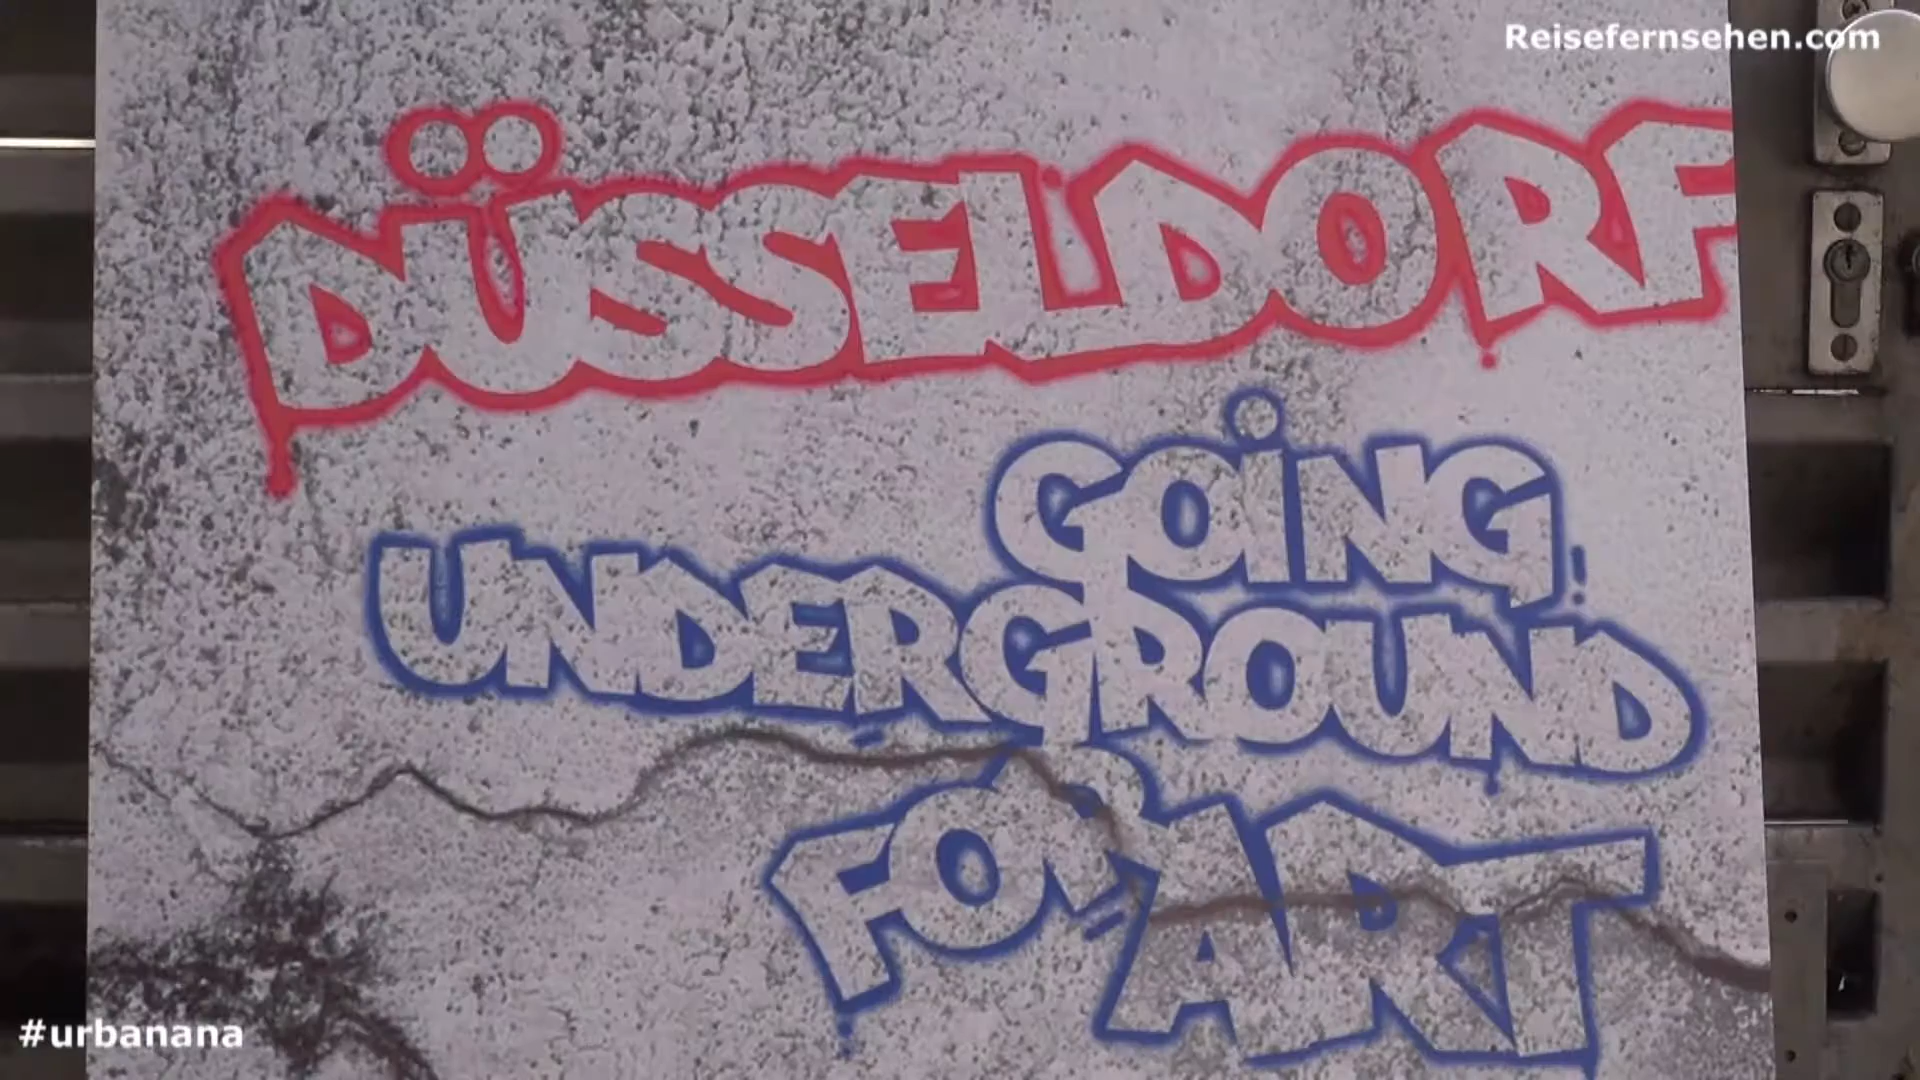 Reisefernsehen.com
DÜSSELDORF
GOiNG
UNDERGROUND
FOR ART
#urbanana